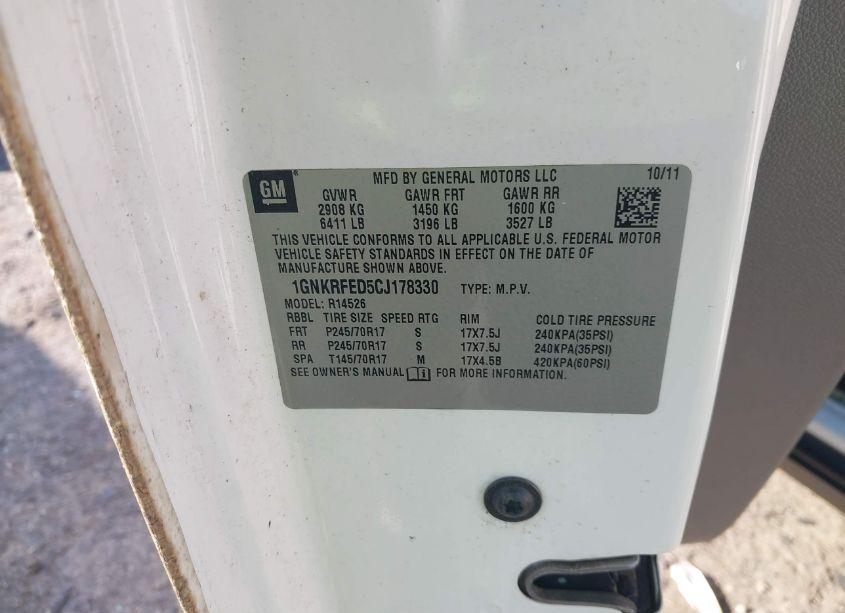 GM
MFD BY GENERAL MOTORS LLC 10/11
GVWR GAWR FRT GAWR RR
2908 KG 1450 KG 1600 KG
6411 LB 3196 LB 3527 LB
THIS VEHICLE CONFORMS TO ALL APPLICABLE U.S. FEDERAL MOTOR
VEHICLE SAFETY STANDARDS IN EFFECT ON THE DATE OF
MANUFACTURE SHOWN ABOVE.
1GNKRFED5CJ178330 TYPE: M.P.V.
MODEL: R14526
RBBL TIRE SIZE SPEED RTG RIM COLD TIRE PRESSURE
FRT P245/70R17 S 17X7.5J 240KPA(35PSI)
RR P245/70R17 S 17X7.5J 240KPA(35PSI)
SPA T145/70R17 M 17X4.5B 420KPA(60PSI)
SEE OWNER'S MANUAL FOR MORE INFORMATION.